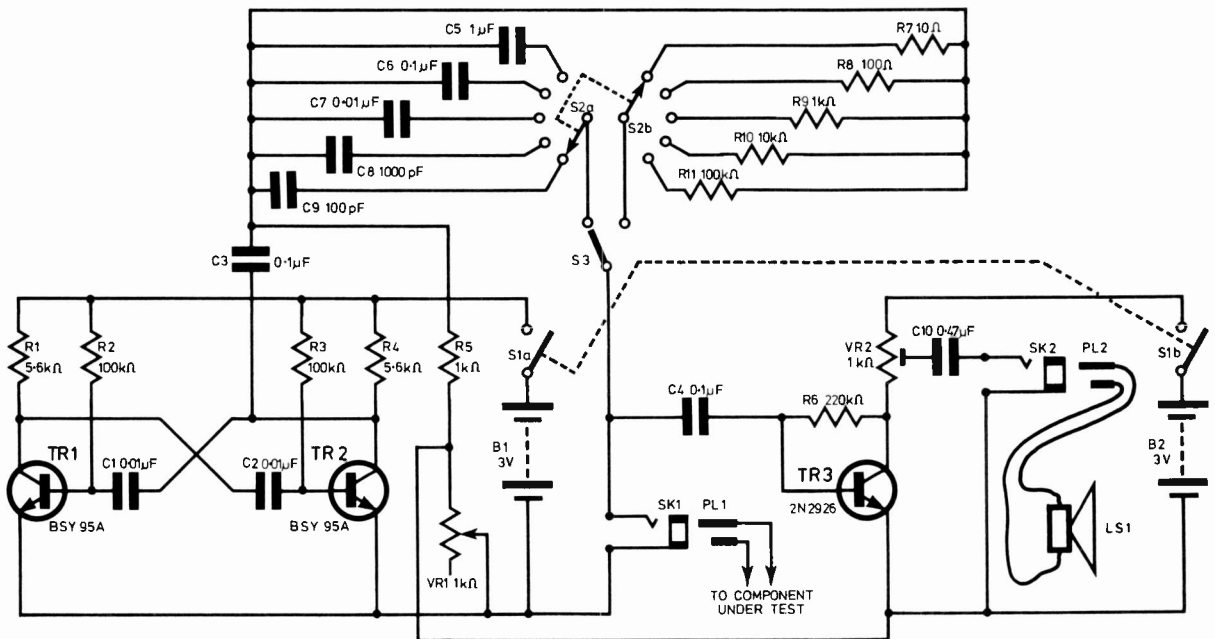 C5 1µF
R7 10Ω
C6 0·1µF
R8 100Ω
C7 0·01µF
S2a
S2b
R9 1kΩ
C8 1000pF
R10 10kΩ
C9 100pF
R11 100kΩ
C3 0·1µF
S3
R1 5·6kΩ
R2 100kΩ
R3 100kΩ
R4 5·6kΩ
R5 1kΩ
S1a
VR2 1kΩ
C10 0·47µF
SK2
PL2
S1b
C4 0·1µF
R6 220kΩ
B1 3V
B2 3V
TR1
C1 0·01µF
C2 0·01µF
TR2
TR3
BSY 95A
BSY 95A
2N2926
SK1
PL1
LS1
VR1 1kΩ
TO COMPONENT
UNDER TEST